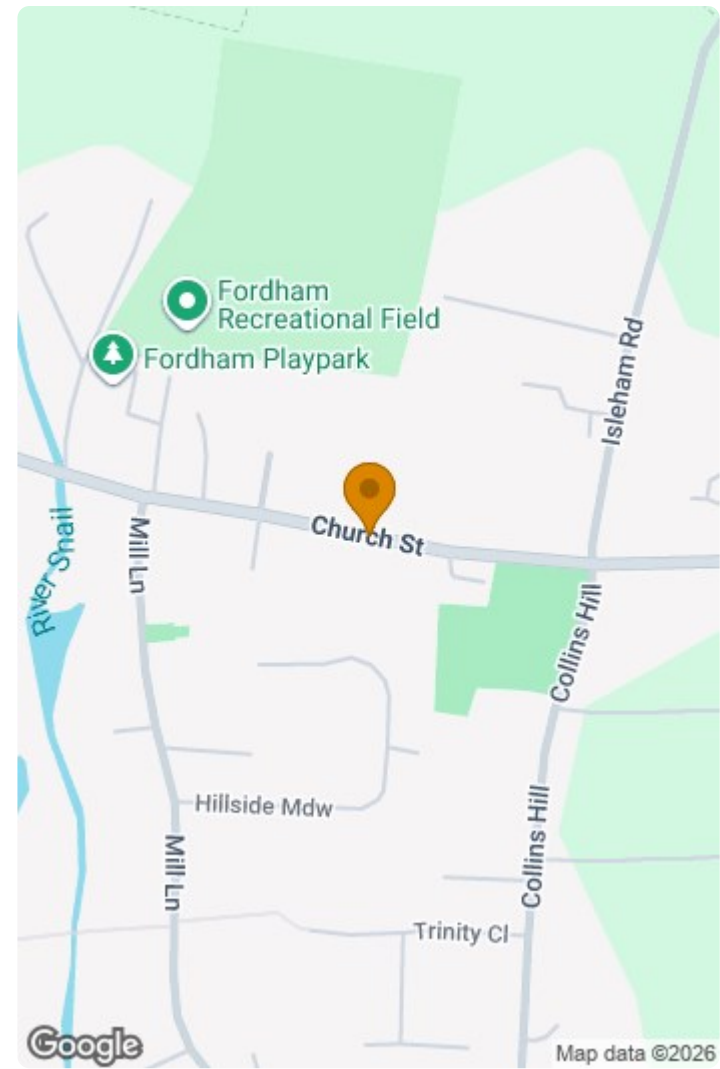 Fordham
Recreational Field
Fordham Playpark
Isleham Rd
Church St
Mill Ln
River Snail
Collins Hill
Hillside Mdw
Mill Ln
Collins Hill
Trinity Cl
Google
Map data ©2026